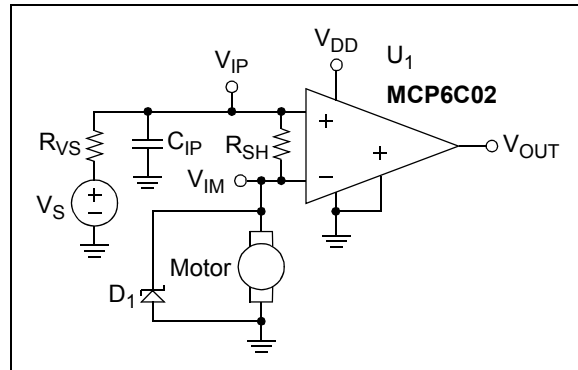 V_DD
U_1
V_IP
MCP6C02
+
R_VS
C_IP
R_SH
+
V_OUT
V_IM
−
+
V_S
−
Motor
D_1